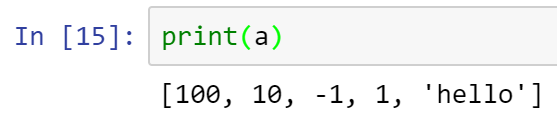 In [15]: print(a)
[100, 10, -1, 1, 'hello']